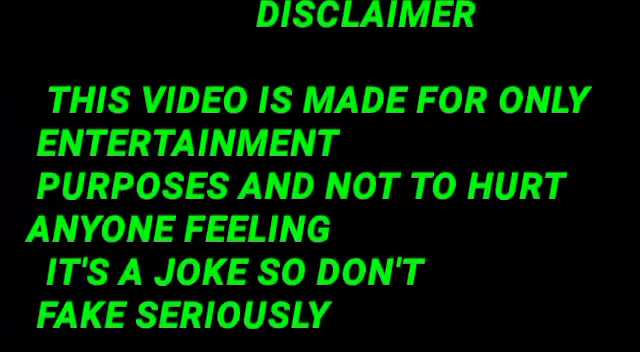 DISCLAIMER
THIS VIDEO IS MADE FOR ONLY
ENTERTAINMENT
PURPOSES AND NOT TO HURT
ANYONE FEELING
IT'S A JOKE SO DON'T
FAKE SERIOUSLY